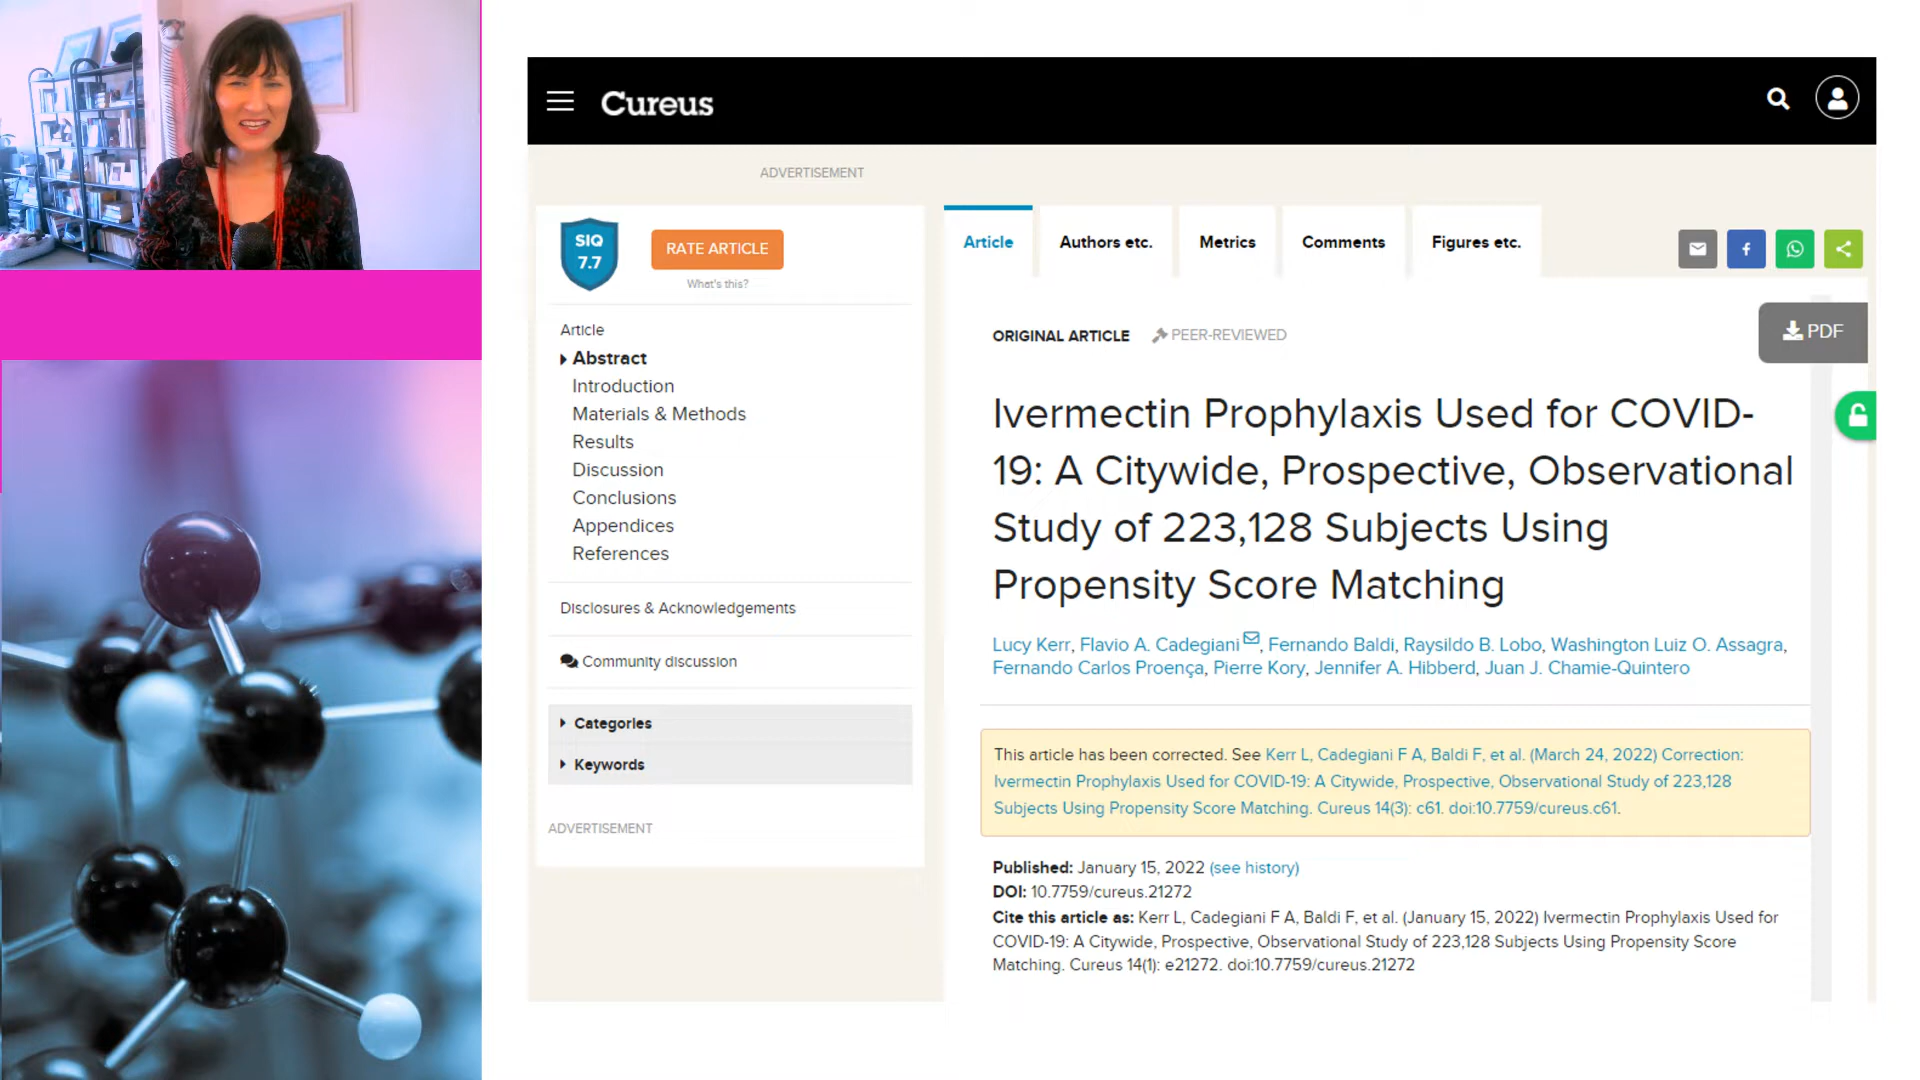 Cureus
ADVERTISEMENT
SIQ
7.7
RATE ARTICLE
What's this?
Article
Abstract
Introduction
Materials & Methods
Results
Discussion
Conclusions
Appendices
References
Disclosures & Acknowledgements
Community discussion
Categories
Keywords
ADVERTISEMENT
Article Authors etc. Metrics Comments Figures etc.
ORIGINAL ARTICLE PEER-REVIEWED
PDF
Ivermectin Prophylaxis Used for COVID-
19: A Citywide, Prospective, Observational
Study of 223,128 Subjects Using
Propensity Score Matching
Lucy Kerr, Flavio A. Cadegiani , Fernando Baldi, Raysildo B. Lobo, Washington Luiz O. Assagra,
Fernando Carlos Proença, Pierre Kory, Jennifer A. Hibberd, Juan J. Chamie-Quintero
This article has been corrected. See Kerr L, Cadegiani F A, Baldi F, et al. (March 24, 2022) Correction:
Ivermectin Prophylaxis Used for COVID-19: A Citywide, Prospective, Observational Study of 223,128
Subjects Using Propensity Score Matching. Cureus 14(3): c61. doi:10.7759/cureus.c61.
Published: January 15, 2022 (see history)
DOI: 10.7759/cureus.21272
Cite this article as: Kerr L, Cadegiani F A, Baldi F, et al. (January 15, 2022) Ivermectin Prophylaxis Used for
COVID-19: A Citywide, Prospective, Observational Study of 223,128 Subjects Using Propensity Score
Matching. Cureus 14(1): e21272. doi:10.7759/cureus.21272